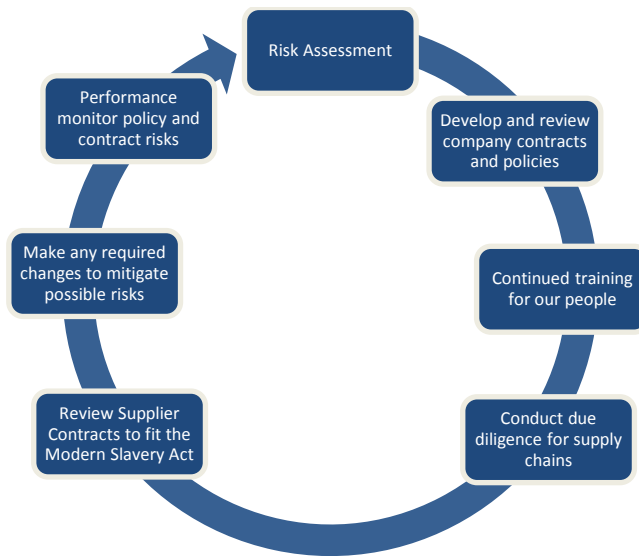 Risk Assessment
Develop and review
company contracts
and policies
Continued training
for our people
Conduct due
diligence for supply
chains
Review Supplier
Contracts to fit the
Modern Slavery Act
Make any required
changes to mitigate
possible risks
Performance
monitor policy and
contract risks